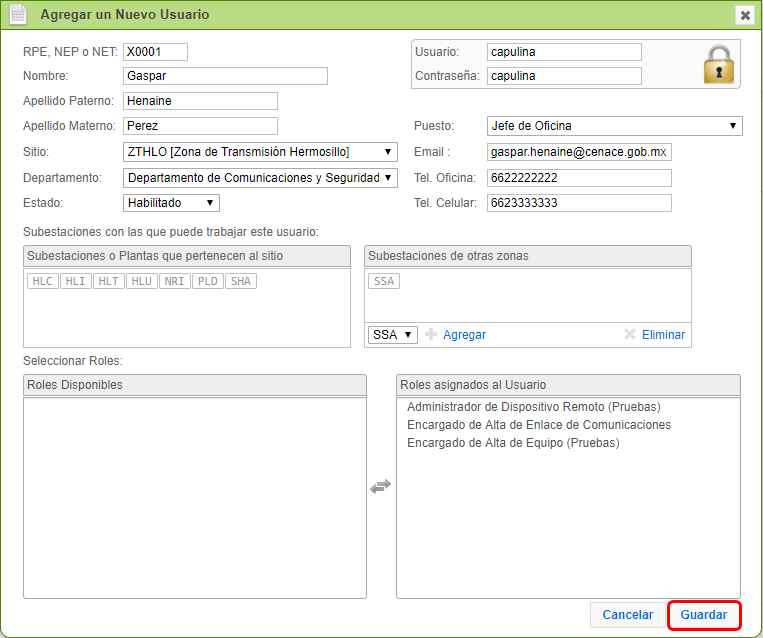 Agregar un Nuevo Usuario
RPE, NEP o NET: X0001
Usuario: capulina
Nombre: Gaspar
Contraseña: capulina
Apellido Paterno: Henaine
Apellido Materno: Perez
Puesto: Jefe de Oficina
Sitio: ZTHLO [Zona de Transmisión Hermosillo]
Email : gaspar.henaine@cenace.gob.mx
Departamento: Departamento de Comunicaciones y Seguridad
Tel. Oficina: 6622222222
Estado: Habilitado
Tel. Celular: 6623333333
Subestaciones con las que puede trabajar este usuario:
Subestaciones o Plantas que pertenecen al sitio
HLC HLI HLT HLU NRI PLD SHA
Subestaciones de otras zonas
SSA
SSA Agregar Eliminar
Seleccionar Roles:
Roles Disponibles
Roles asignados al Usuario
Administrador de Dispositivo Remoto (Pruebas)
Encargado de Alta de Enlace de Comunicaciones
Encargado de Alta de Equipo (Pruebas)
Cancelar Guardar